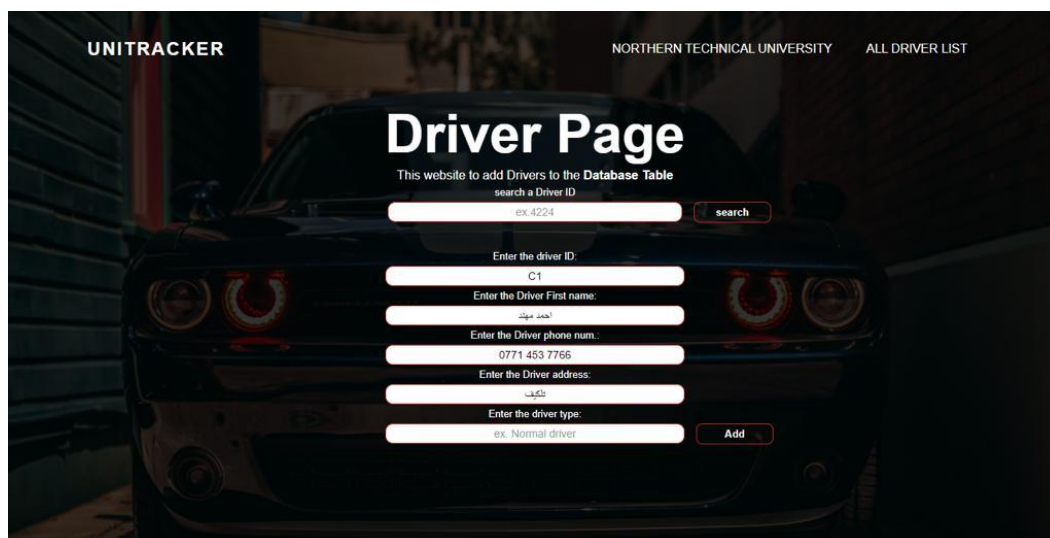 UNITRACKER
NORTHERN TECHNICAL UNIVERSITY ALL DRIVER LIST
Driver Page
This website to add Drivers to the Database Table
search a Driver ID
ex.4224 search
Enter the driver ID:
C1
Enter the Driver First name:
احمد مهند
Enter the Driver phone num.:
0771 453 7766
Enter the Driver address:
تلكيف
Enter the driver type:
ex. Normal driver Add